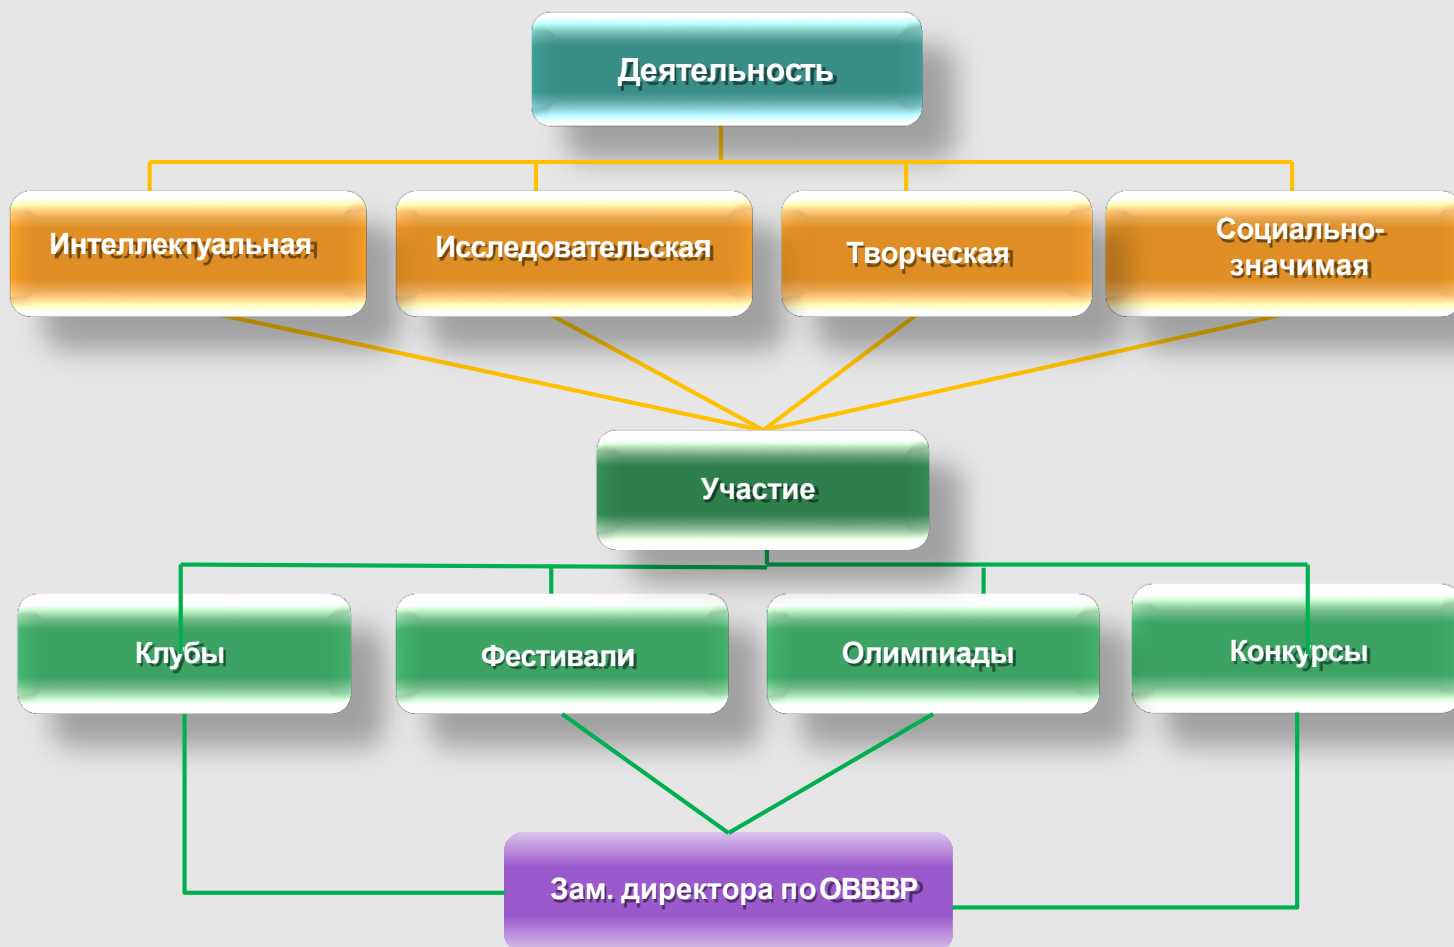 Деятельность
Интеллектуальная
Исследовательская
Творческая
Социально-
значимая
Участие
Клубы
Фестивали
Олимпиады
Конкурсы
Зам. директора по ОВВВР